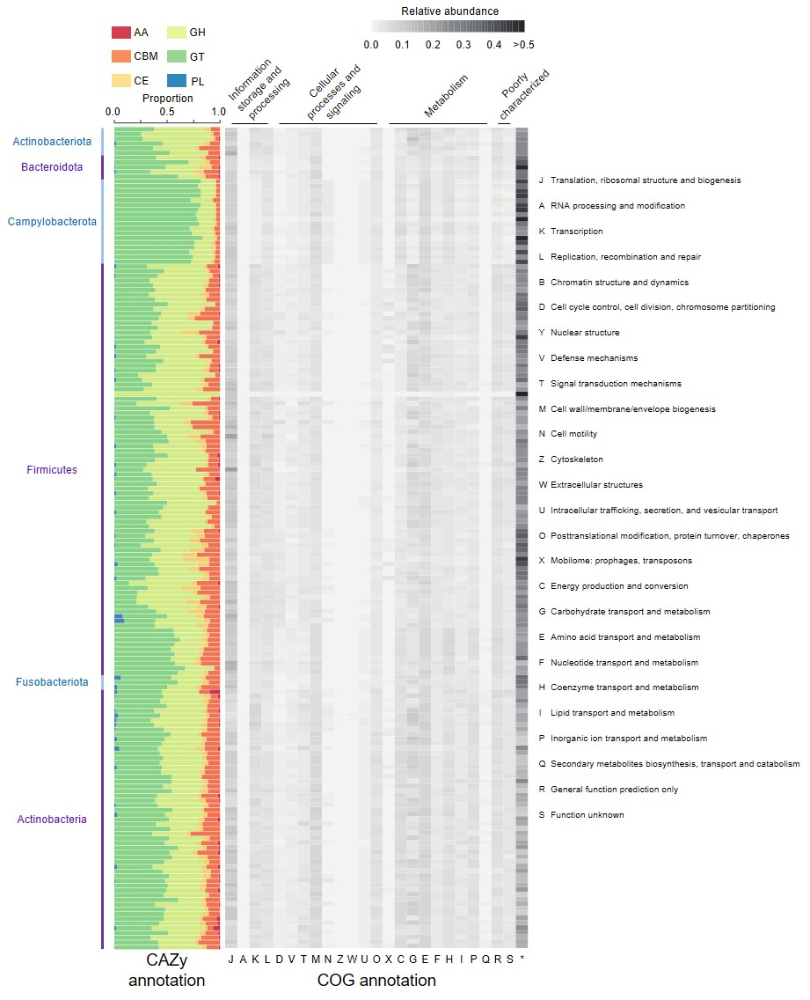 Relative abundance
0.0 0.1 0.2 0.3 0.4 >0.5
AA GH
CBM GT
CE PL
Proportion
0.0 0.5 1.0
Information
storage and
processing
Cellular
processes and
signaling
Metabolism
Poorly
characterized
Actinobacteriota
Bacteroidota
Campylobacterota
Firmicutes
Fusobacteriota
Actinobacteria
J Translation, ribosomal structure and biogenesis
A RNA processing and modification
K Transcription
L Replication, recombination and repair
B Chromatin structure and dynamics
D Cell cycle control, cell division, chromosome partitioning
Y Nuclear structure
V Defense mechanisms
T Signal transduction mechanisms
M Cell wall/membrane/envelope biogenesis
N Cell motility
Z Cytoskeleton
W Extracellular structures
U Intracellular trafficking, secretion, and vesicular transport
O Posttranslational modification, protein turnover, chaperones
X Mobilome: prophages, transposons
C Energy production and conversion
G Carbohydrate transport and metabolism
E Amino acid transport and metabolism
F Nucleotide transport and metabolism
H Coenzyme transport and metabolism
I Lipid transport and metabolism
P Inorganic ion transport and metabolism
Q Secondary metabolites biosynthesis, transport and catabolism
R General function prediction only
S Function unknown
J A K L D V T M N Z W U O X C G E F H I P Q R S *
CAZy
annotation
COG annotation